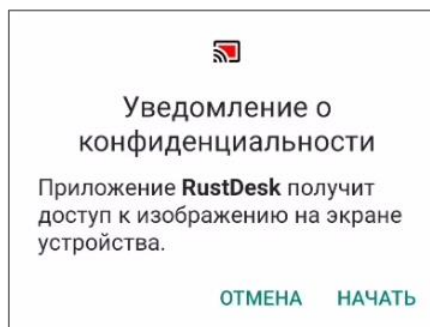 Уведомление о
конфиденциальности
Приложение RustDesk получит
доступ к изображению на экране
устройства.
ОТМЕНА НАЧАТЬ